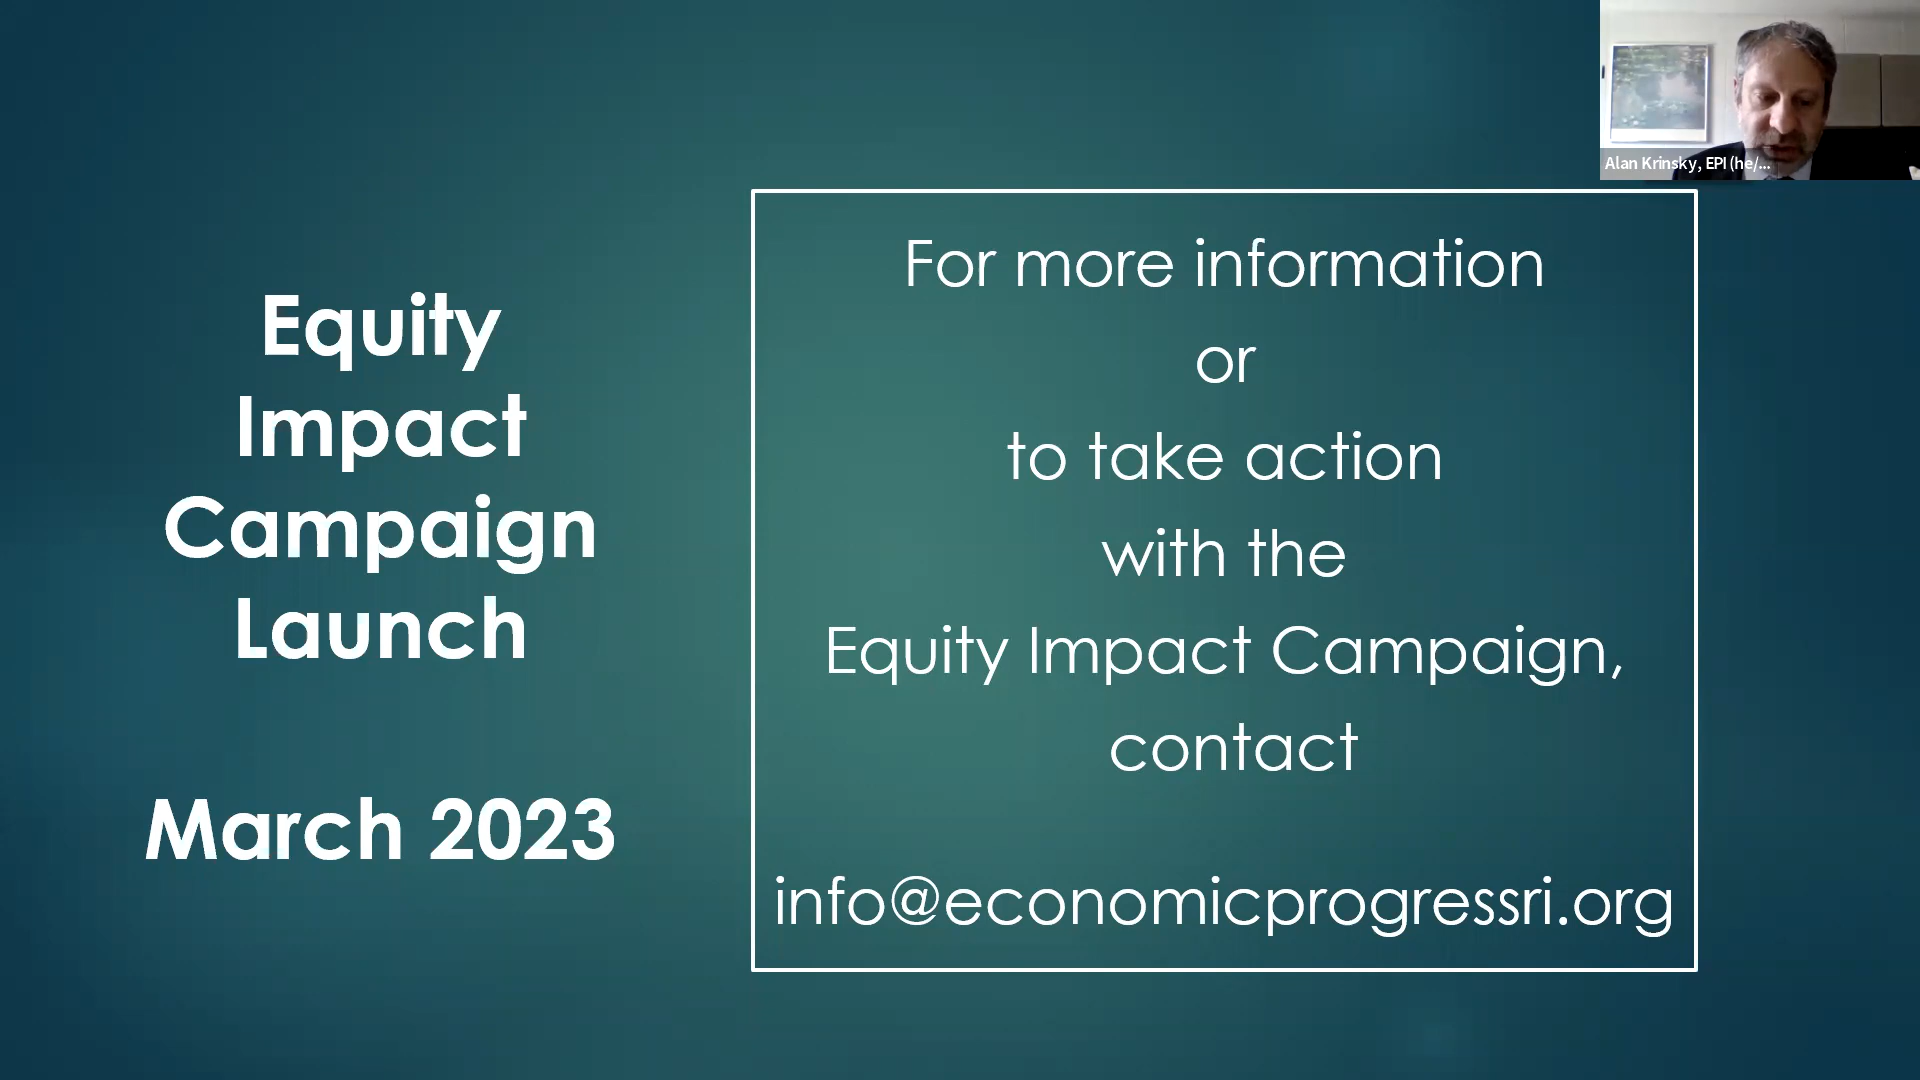 Alan Krinsky, EPI (he/...
Equity
Impact
Campaign
Launch
March 2023
For more information
or
to take action
with the
Equity Impact Campaign,
contact
info@economicprogressri.org